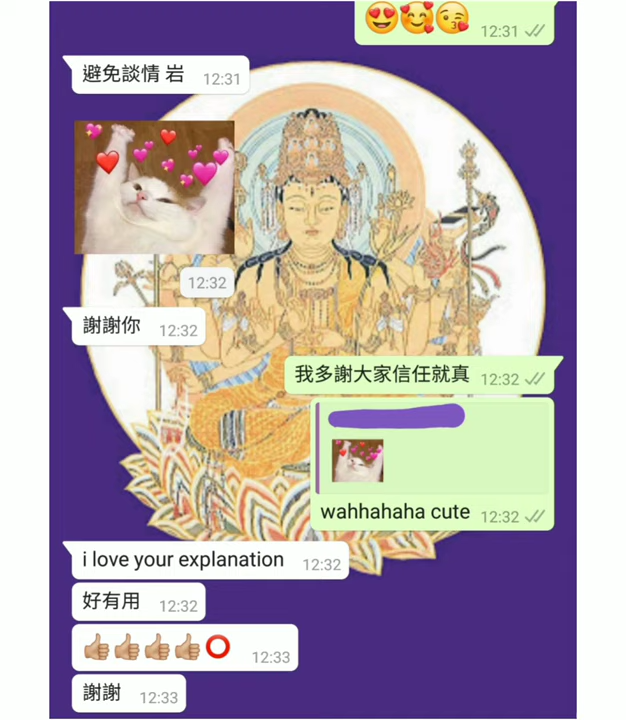 12:31
避免談情 岩 12:31
12:32
謝謝你 12:32
我多謝大家信任就真 12:32
wahhahaha cute 12:32
i love your explanation 12:32
好有用 12:32
12:33
謝謝 12:33